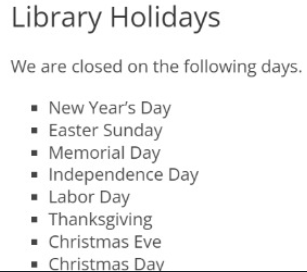 Library Holidays
We are closed on the following days.
▪ New Year's Day
▪ Easter Sunday
▪ Memorial Day
▪ Independence Day
▪ Labor Day
▪ Thanksgiving
▪ Christmas Eve
▪ Christmas Day